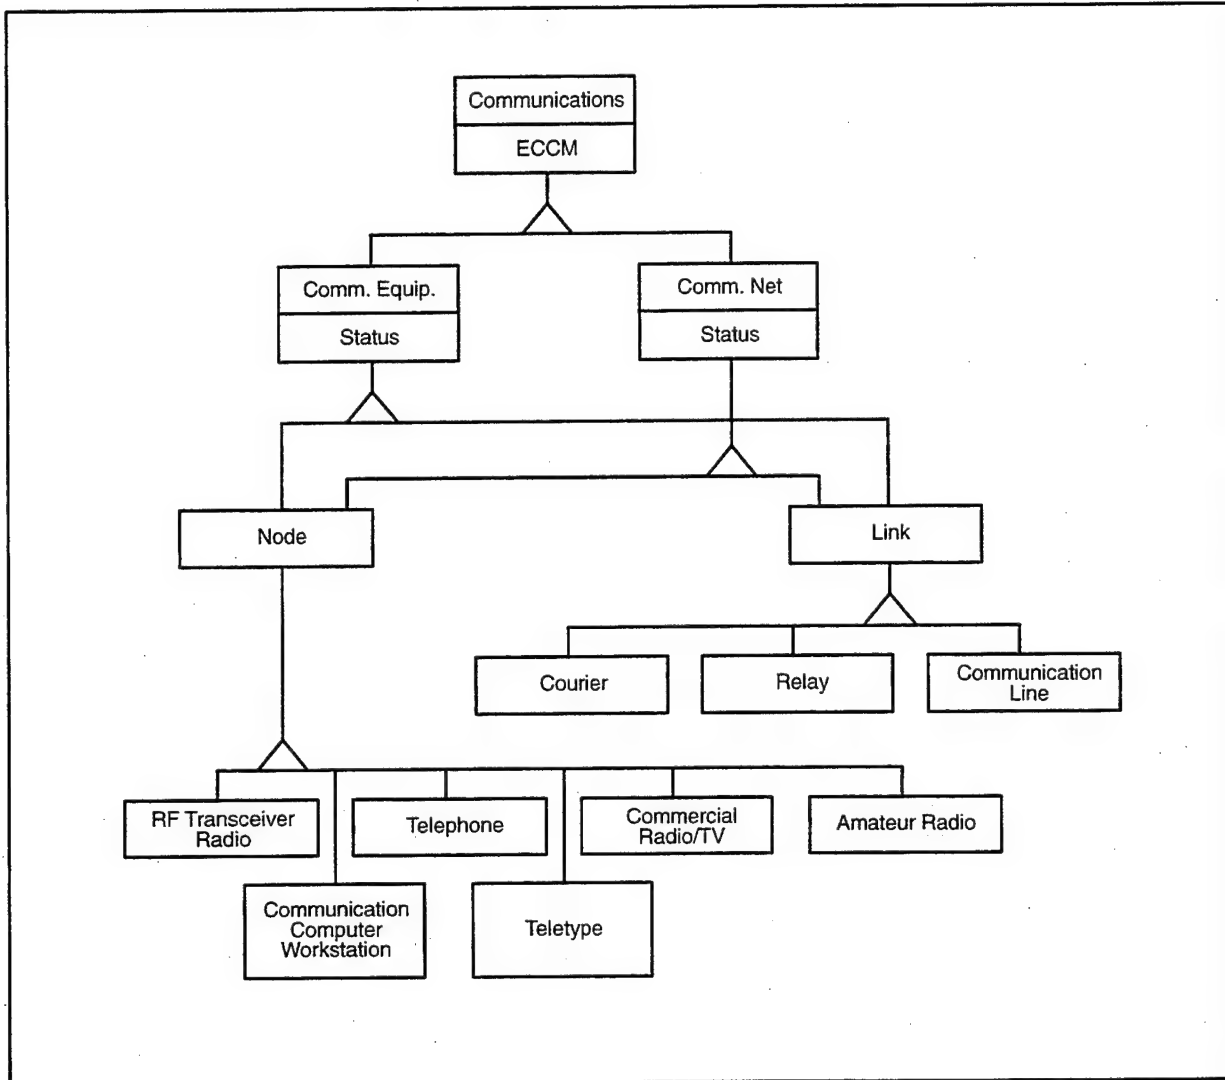 Communications
ECCM
Comm. Equip.
Status
Comm. Net
Status
Node
Link
Courier
Relay
Communication
Line
RF Transceiver
Radio
Telephone
Commercial
Radio/TV
Amateur Radio
Communication
Computer
Workstation
Teletype